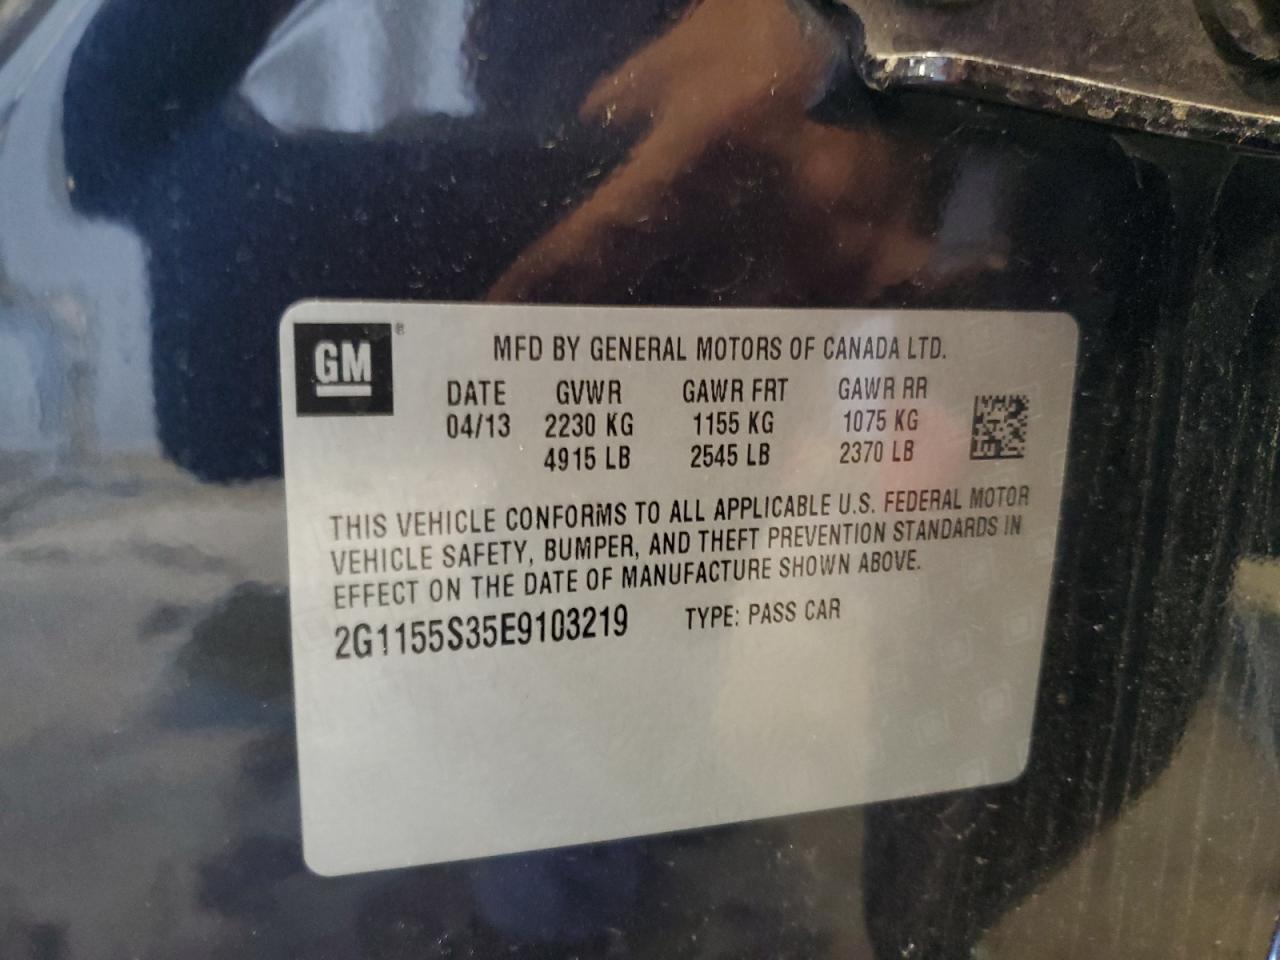 GM ®
MFD BY GENERAL MOTORS OF CANADA LTD.
DATE GVWR GAWR FRT GAWR RR
04/13 2230 KG 1155 KG 1075 KG
4915 LB 2545 LB 2370 LB
THIS VEHICLE CONFORMS TO ALL APPLICABLE U.S. FEDERAL MOTOR
VEHICLE SAFETY, BUMPER, AND THEFT PREVENTION STANDARDS IN
EFFECT ON THE DATE OF MANUFACTURE SHOWN ABOVE.
2G1155S35E9103219 TYPE: PASS CAR